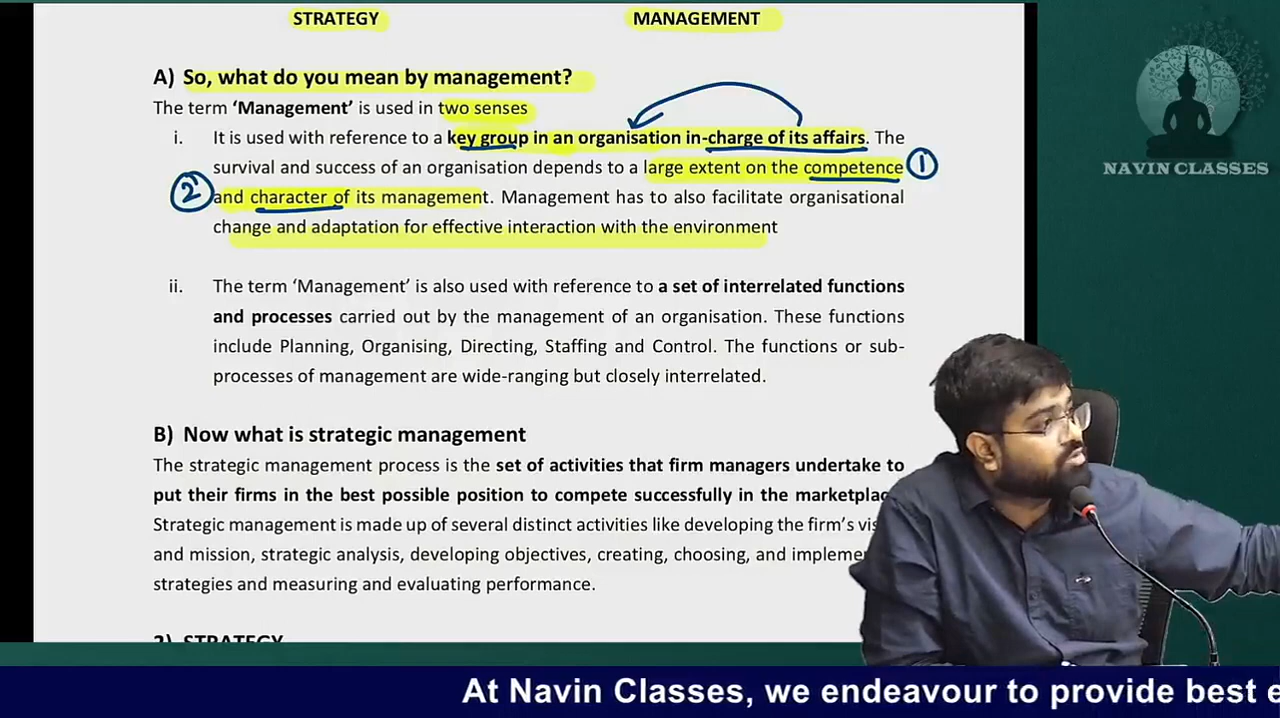 STRATEGY MANAGEMENT
A) So, what do you mean by management?
The term ‘Management’ is used in two senses
i. It is used with reference to a key group in an organisation in-charge of its affairs. The
survival and success of an organisation depends to a large extent on the competence 1
2 and character of its management. Management has to also facilitate organisational
change and adaptation for effective interaction with the environment
ii. The term ‘Management’ is also used with reference to a set of interrelated functions
and processes carried out by the management of an organisation. These functions
include Planning, Organising, Directing, Staffing and Control. The functions or sub-
processes of management are wide-ranging but closely interrelated.
B) Now what is strategic management
The strategic management process is the set of activities that firm managers undertake to
put their firms in the best possible position to compete successfully in the
Strategic management is made up of several distinct activities like developing the firm’s
and mission, strategic analysis, developing objectives, creating, choosing, and
strategies and measuring and evaluating performance.
2) STRATEGY
NAVIN CLASSES
At Navin Classes, we endeavour to provide best